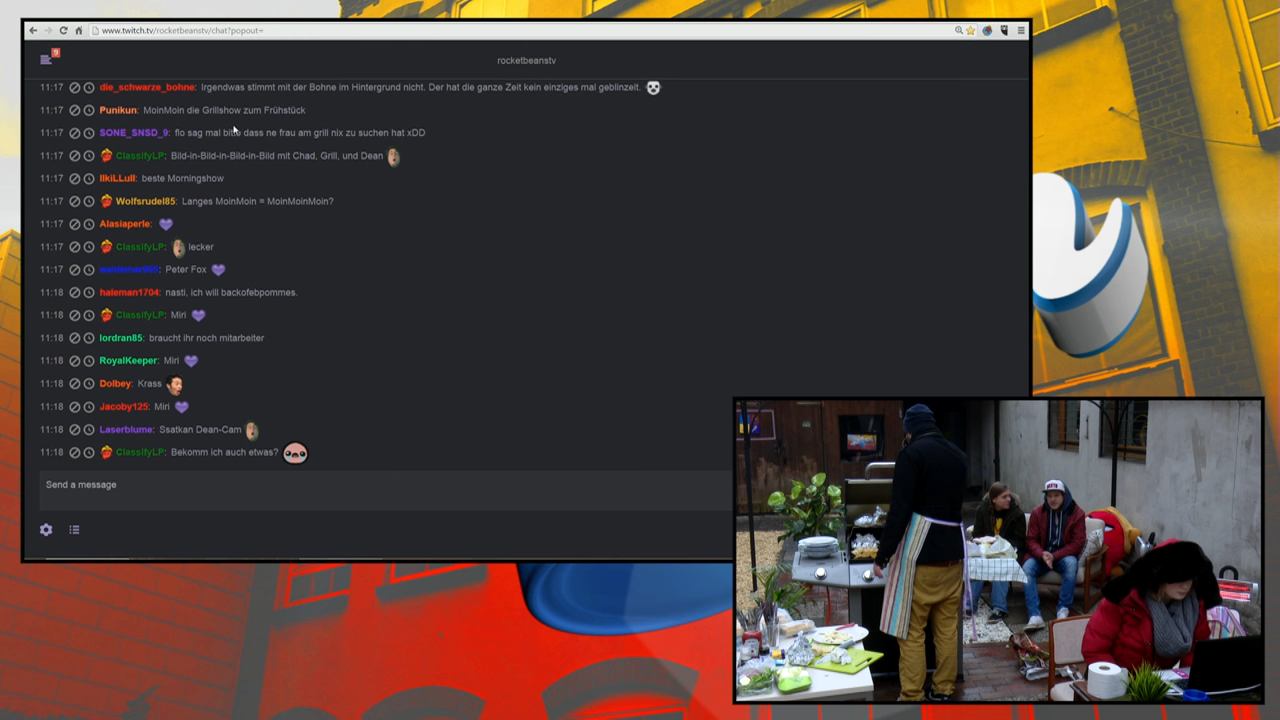 www.twitch.tv/rocketbeanstv/chat?popout=
9
rocketbeanstv
11:17 die_schwarze_bohne: Irgendwas stimmt mit der Bohne im Hintergrund nicht. Der hat die ganze Zeit kein einziges mal geblinzelt.
11:17 Punikun: MoinMoin die Grillshow zum Frühstück
11:17 SONE_SNSD_9: flo sag mal bitte dass ne frau am grill nix zu suchen hat xDD
11:17 ClassifyLP: Bild-in-Bild-in-Bild-in-Bild mit Chad, Grill, und Dean
11:17 IlkiLLull: beste Morningshow
11:17 Wolfsrudel85: Langes MoinMoin = MoinMoinMoin?
11:17 Alasiaperle:
11:17 ClassifyLP: lecker
11:17 Peter Fox
11:18 haleman1704: nasti, ich will backofebpommes.
11:18 ClassifyLP: Miri
11:18 lordran85: braucht ihr noch mitarbeiter
11:18 RoyalKeeper: Miri
11:18 Dolbey: Krass
11:18 Jacoby125: Miri
11:18 Laserblume: Ssatkan Dean-Cam
11:18 ClassifyLP: Bekomm ich auch etwas?
Send a message